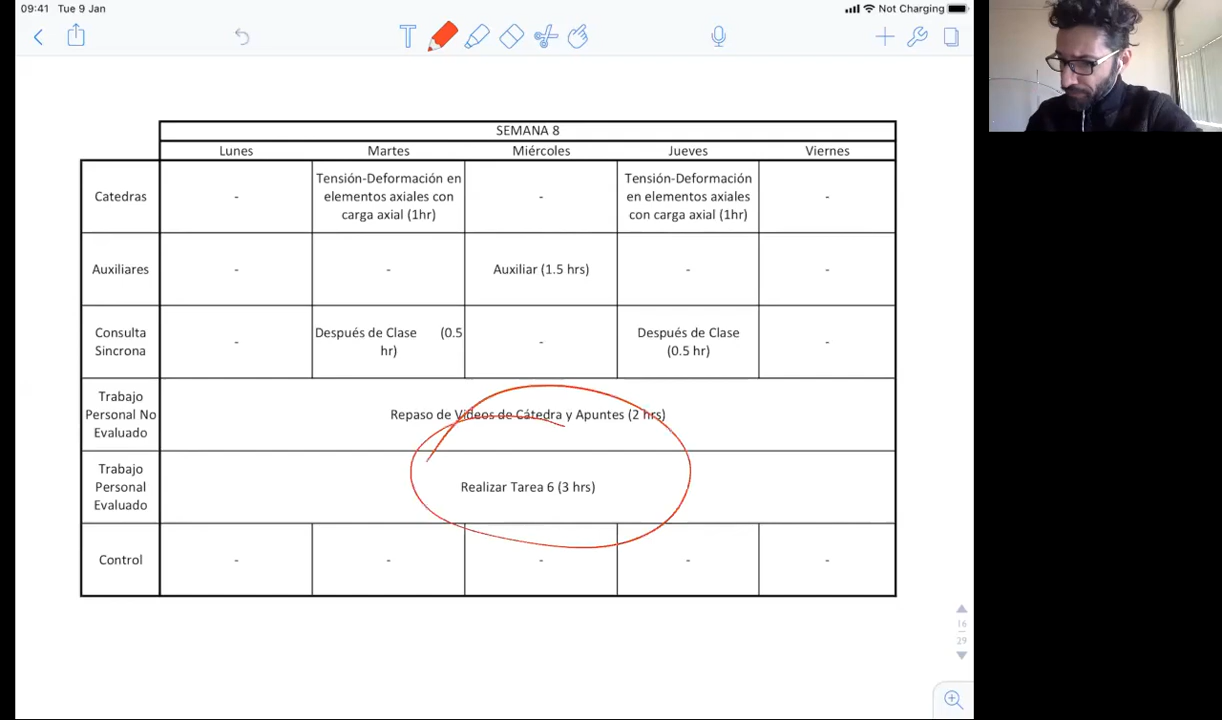 09:41 Tue 9 Jan
Not Charging
T
SEMANA 8
Lunes Martes Miércoles Jueves Viernes
Catedras
-
Tensión-Deformación en
elementos axiales con
carga axial (1hr)
-
Tensión-Deformación
en elementos axiales
con carga axial (1hr)
-
Auxiliares
-
-
Auxiliar (1.5 hrs)
-
-
Consulta
Sincrona
-
Después de Clase (0.5
hr)
-
Después de Clase
(0.5 hr)
-
Trabajo
Personal No
Evaluado
Repaso de Videos de Cátedra y Apuntes (2 hrs)
Trabajo
Personal
Evaluado
Realizar Tarea 6 (3 hrs)
Control
-
-
-
-
-
16
29